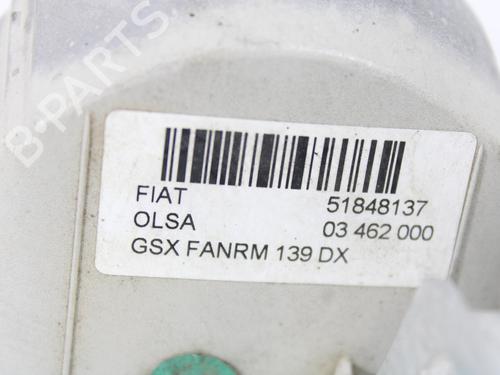 B-PARTS
FIAT 51848137
OLSA 03 462 000
GSX FANRM 139 DX